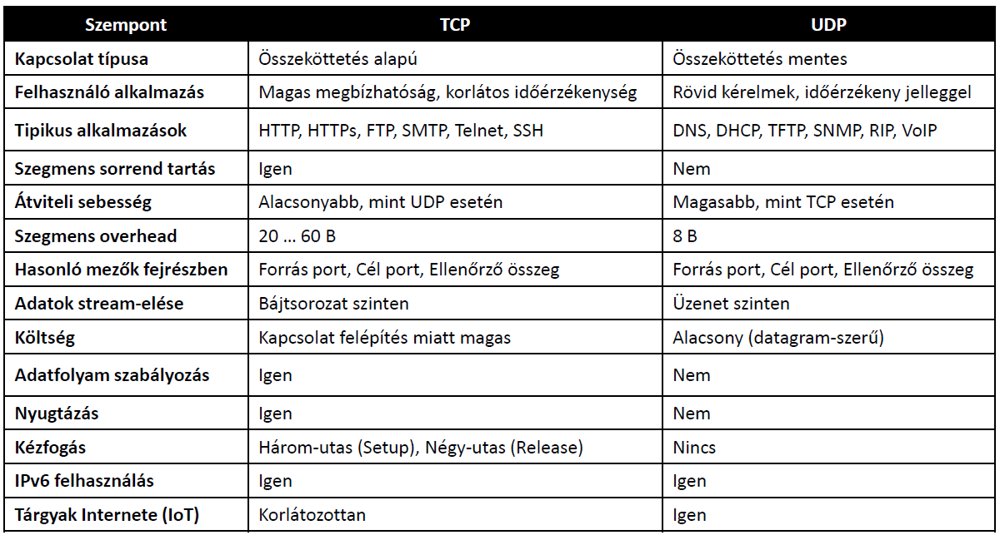 Szempont TCP UDP
Kapcsolat típusa Összeköttetés alapú Összeköttetés mentes
Felhasználó alkalmazás Magas megbízhatóság, korlátos időérzékenység Rövid kérelmek, időérzékeny jelleggel
Tipikus alkalmazások HTTP, HTTPs, FTP, SMTP, Telnet, SSH DNS, DHCP, TFTP, SNMP, RIP, VoIP
Szegmens sorrend tartás Igen Nem
Átviteli sebesség Alacsonyabb, mint UDP esetén Magasabb, mint TCP esetén
Szegmens overhead 20 ... 60 B 8 B
Hasonló mezők fejrészben Forrás port, Cél port, Ellenőrző összeg Forrás port, Cél port, Ellenőrző összeg
Adatok stream-elése Bájtsorozat szinten Üzenet szinten
Költség Kapcsolat felépítés miatt magas Alacsony (datagram-szerű)
Adatfolyam szabályozás Igen Nem
Nyugtázás Igen Nem
Kézfogás Három-utas (Setup), Négy-utas (Release) Nincs
IPv6 felhasználás Igen Igen
Tárgyak Internete (IoT) Korlátozottan Igen